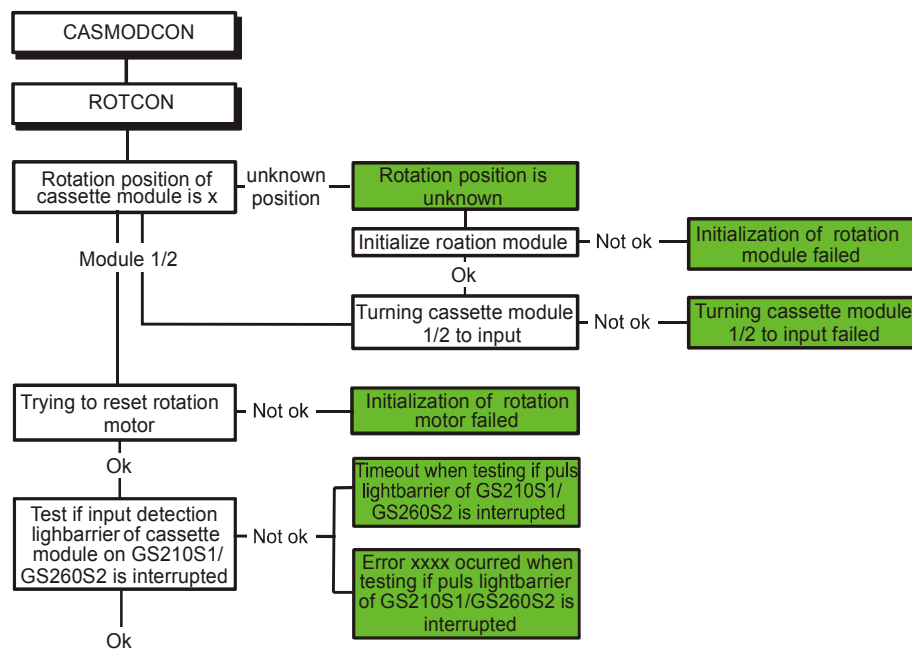 CASMODCON
ROTCON
Rotation position of
cassette module is x
unknown
position
Rotation position is
unknown
Initialize roation module
Not ok
Initialization of rotation
module failed
Module 1/2
Ok
Turning cassette module
1/2 to input
Not ok
Turning cassette module
1/2 to input failed
Trying to reset rotation
motor
Not ok
Initialization of rotation
motor failed
Ok
Test if input detection
lighbarrier of cassette
module on GS210S1/
GS260S2 is interrupted
Not ok
Timeout when testing if puls
lightbarrier of GS210S1/
GS260S2 is interrupted
Error xxxx ocurred when
testing if puls lightbarrier
of GS210S1/GS260S2 is
interrupted
Ok